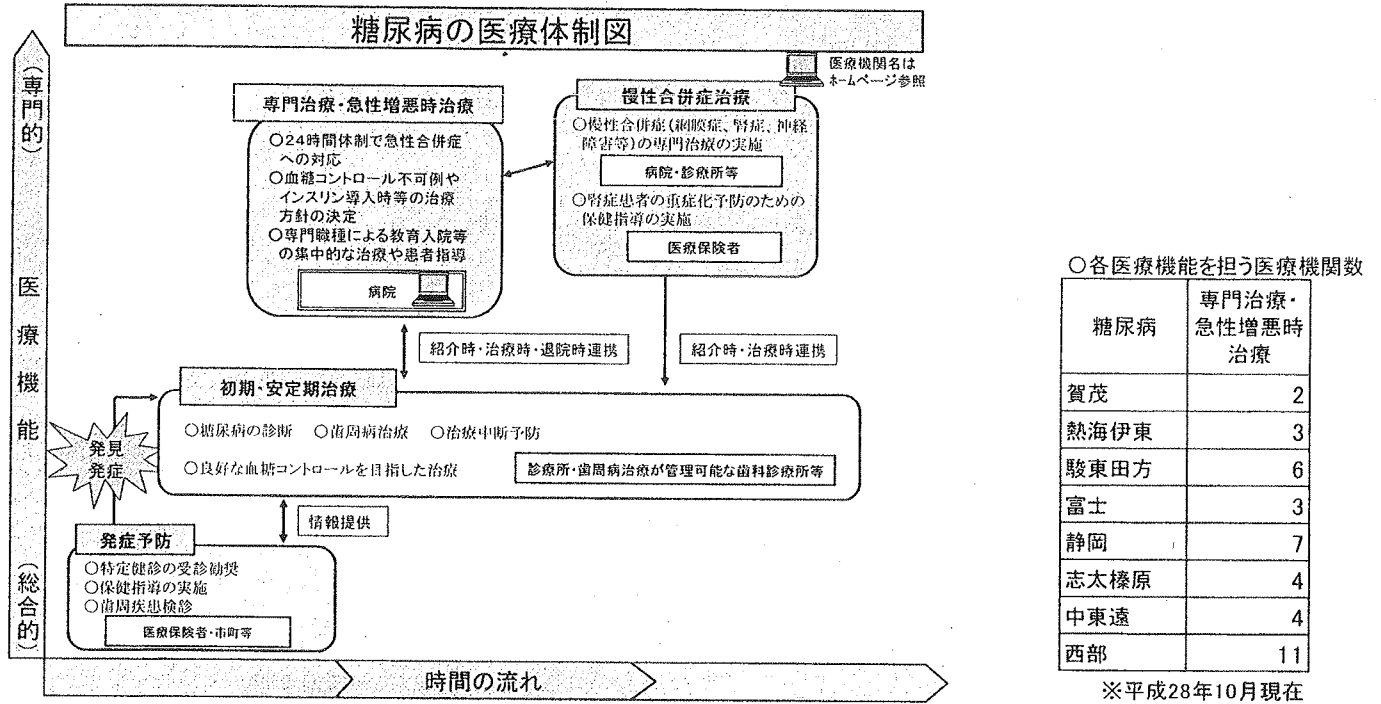 糖尿病の医療体制図
医療機関名は
ホームページ参照
(専門的)
医療機能
(総合的)
専門治療・急性増悪時治療
○24時間体制で急性合併症
への対応
○血糖コントロール不可例や
インスリン導入時等の治療
方針の決定
○専門職種による教育入院等
の集中的な治療や患者指導
病院
慢性合併症治療
○慢性合併症(網膜症、腎症、神経
障害等)の専門治療の実施
病院・診療所等
○腎症患者の重症化予防のための
保健指導の実施
医療保険者
紹介時・治療時・退院時連携
紹介時・治療時連携
初期・安定期治療
○糖尿病の診断 ○歯周病治療 ○治療中断予防
○良好な血糖コントロールを目指した治療
診療所・歯周病治療が管理可能な歯科診療所等
発見
発症
情報提供
発症予防
○特定健診の受診勧奨
○保健指導の実施
○歯周疾患検診
医療保険者・市町等
時間の流れ
○各医療機能を担う医療機関数
糖尿病
専門治療・
急性増悪時
治療
賀茂 2
熱海伊東 3
駿東田方 6
富士 3
静岡 7
志太榛原 4
中東遠 4
西部 11
※平成28年10月現在